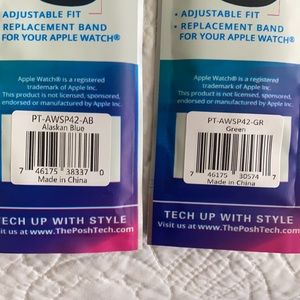 ADJUSTABLE FIT
REPLACEMENT BAND
FOR YOUR APPLE WATCH®
Apple Watch® is a registered
trademark of Apple Inc.
This product is not licensed, sponsored,
endorsed or manufactured by Apple Inc.
PT-AWSP42-AB
Alaskan Blue
7 46175 38337 0
Made in China
TECH UP WITH STYLE
it us at www.ThePoshTech.com
• ADJUSTABLE FIT
• REPLACEMENT BAND
FOR YOUR APPLE WATCH®
Apple Watch® is a registered
trademark of Apple Inc.
This product is not licensed, sponsored,
endorsed or manufactured by Apple Inc.
PT-AWSP42-GR
Green
7 46175 30574 7
Made in China
TECH UP WITH STYLE
Visit us at www.ThePoshTech.com